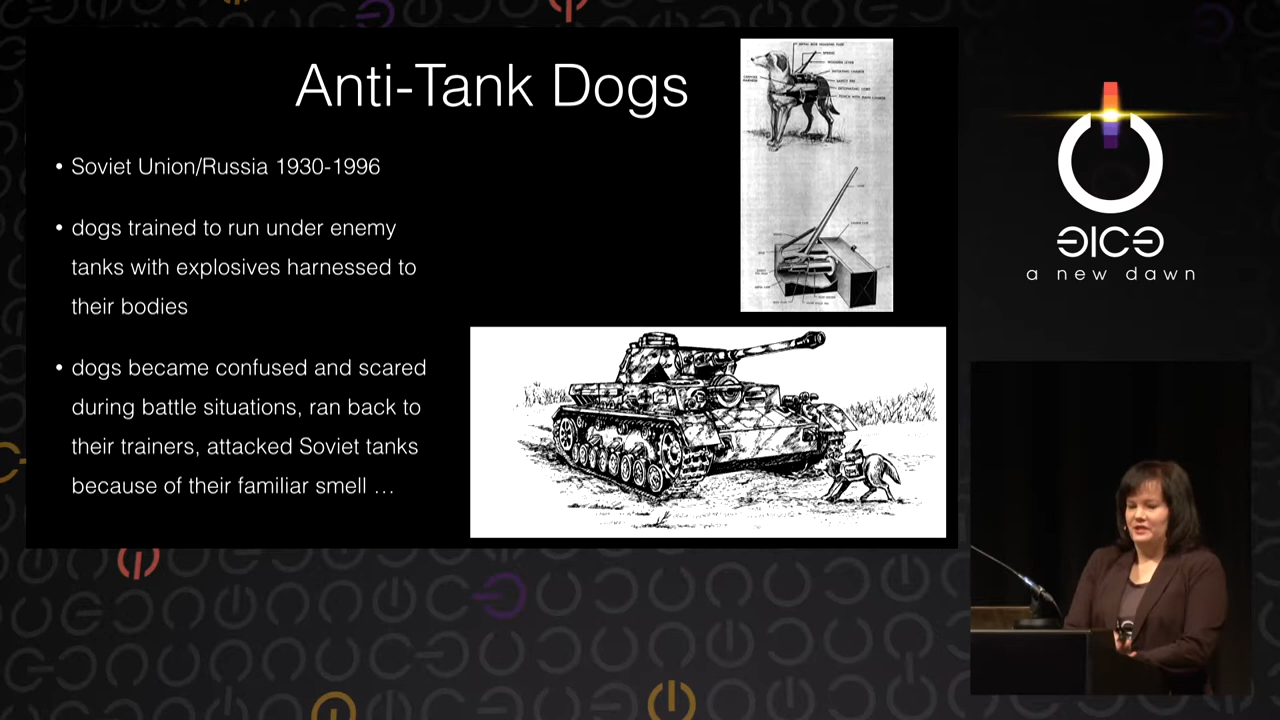 Anti-Tank Dogs
• Soviet Union/Russia 1930-1996
• dogs trained to run under enemy
tanks with explosives harnessed to
their bodies
• dogs became confused and scared
during battle situations, ran back to
their trainers, attacked Soviet tanks
because of their familiar smell …
a new dawn